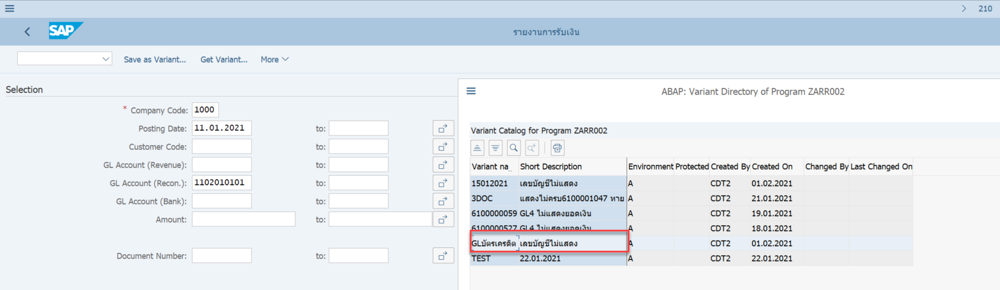 210
SAP
รายงานการรับเงิน
Save as Variant... Get Variant... More
Selection
* Company Code: 1000
Posting Date: 11.01.2021 to:
Customer Code: to:
GL Account (Revenue): to:
GL Account (Recon.): 1102010101 to:
GL Account (Bank): to:
Amount: to:
Document Number: to:
ABAP: Variant Directory of Program ZARR002
Variant Catalog for Program ZARR002
Variant na... Short Description Environment Protected Created By Created On Changed By Last Changed On
15012021 เลขบัญชีไม่แสดง A CDT2 01.02.2021
3DOC แสดงไม่ครบ6100001047 หาย A CDT2 21.01.2021
6100000059 GL4 ไม่แสดงยอดเงิน A CDT2 19.01.2021
6100000527 GL4 ไม่แสดงยอดเงิน A CDT2 18.01.2021
GLบัตรเครดิต เลขบัญชีไม่แสดง A CDT2 01.02.2021
TEST 22.01.2021 A CDT2 22.01.2021